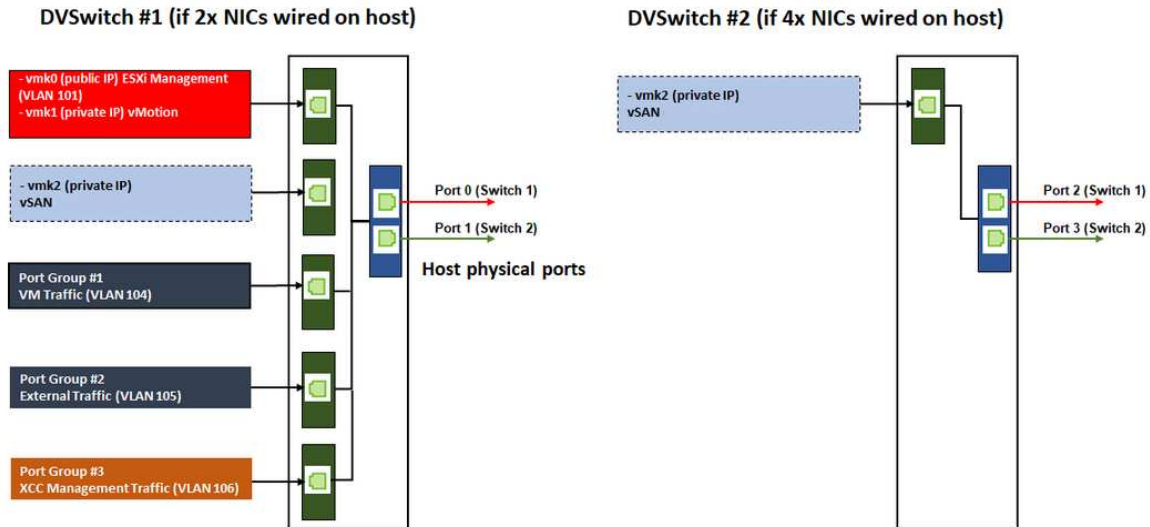 DVSwitch #1 (if 2x NICs wired on host)
- vmk0 (public IP) ESXi Management
(VLAN 101)
- vmk1 (private IP) vMotion
- vmk2 (private IP)
vSAN
Port Group #1
VM Traffic (VLAN 104)
Port Group #2
External Traffic (VLAN 105)
Port Group #3
XCC Management Traffic (VLAN 106)
Port 0 (Switch 1)
Port 1 (Switch 2)
Host physical ports
DVSwitch #2 (if 4x NICs wired on host)
- vmk2 (private IP)
vSAN
Port 2 (Switch 1)
Port 3 (Switch 2)